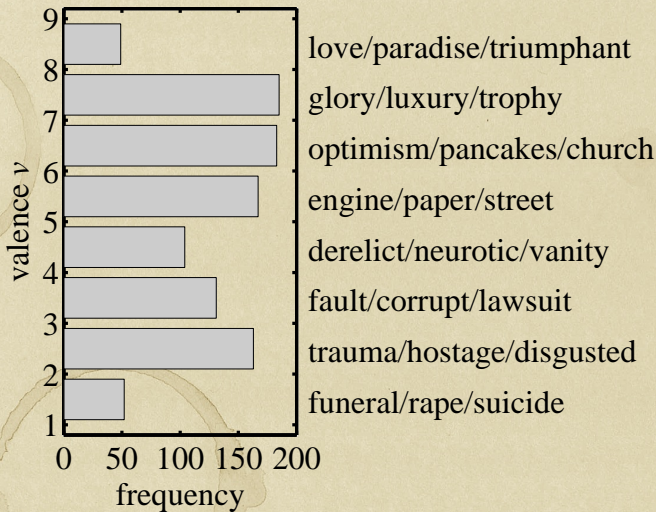 9
love/paradise/triumphant
8
glory/luxury/trophy
7
optimism/pancakes/church
6
engine/paper/street
5
derelict/neurotic/vanity
4
fault/corrupt/lawsuit
3
trauma/hostage/disgusted
2
funeral/rape/suicide
1
valence v
0 50 100 150 200
frequency